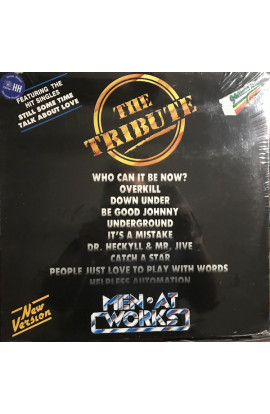 HH
FEATURING THE
HIT SINGLES
STILL SOME TIME
TALK ABOUT LOVE
THE
TRIBUTE
WHO CAN IT BE NOW?
OVERKILL
DOWN UNDER
BE GOOD JOHNNY
UNDERGROUND
IT'S A MISTAKE
DR. HECKYLL & MR. JIVE
CATCH A STAR
PEOPLE JUST LOVE TO PLAY WITH WORDS
HELPLESS AUTOMATION
MEN • AT
WORKS
New
Version